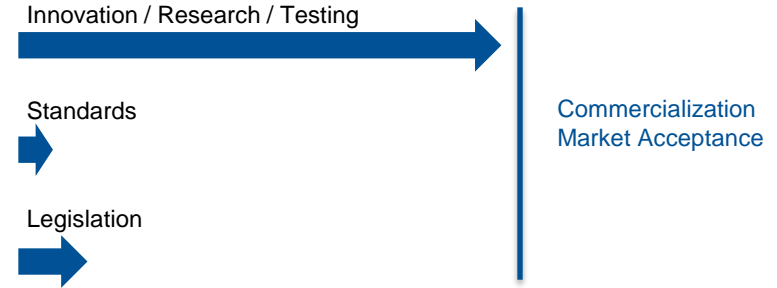 Innovation / Research / Testing
Standards
Commercialization
Market Acceptance
Legislation